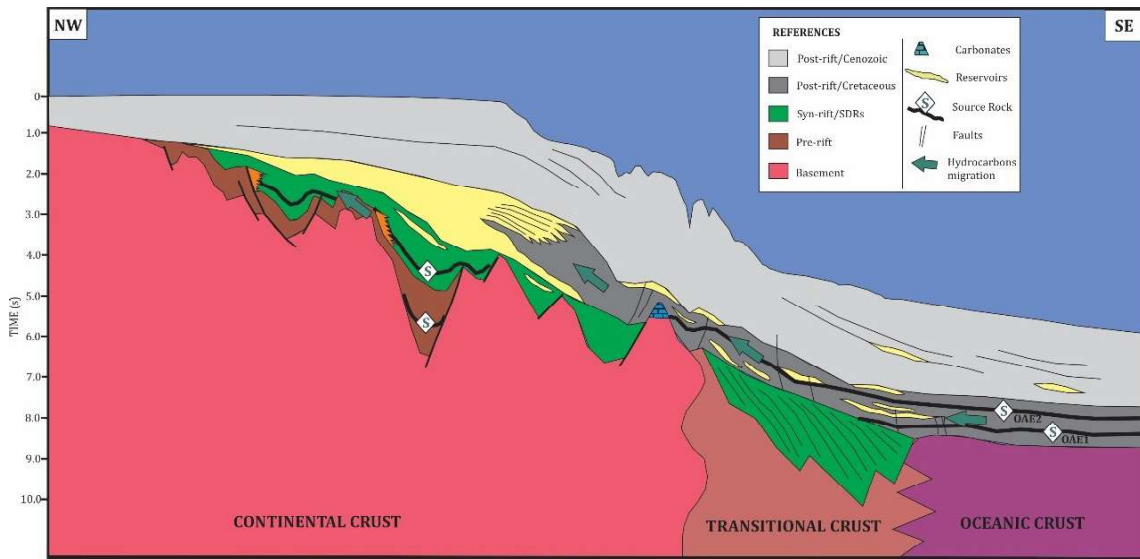 NW
SE
REFERENCES
Post-rift/Cenozoic
Post-rift/Cretaceous
Syn-rift/SDRs
Pre-rift
Basement
Carbonates
Reservoirs
S
Source Rock
Faults
Hydrocarbons
migration
TIME (s)
0
1.0
2.0
3.0
4.0
5.0
6.0
7.0
8.0
9.0
10.0
S
S
S
OAE2
S
OAE1
CONTINENTAL CRUST
TRANSITIONAL CRUST
OCEANIC CRUST